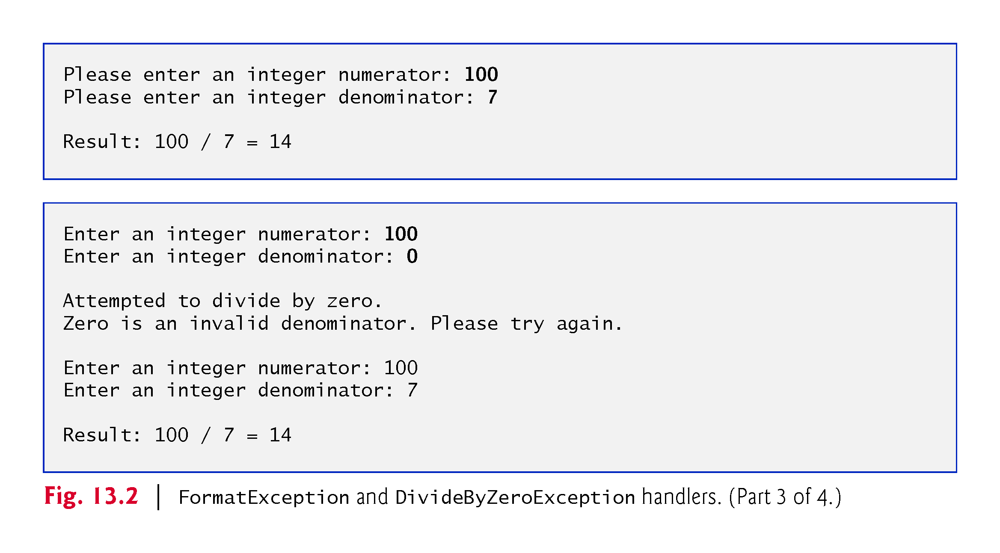 Please enter an integer numerator: 100
Please enter an integer denominator: 7
Result: 100 / 7 = 14
Enter an integer numerator: 100
Enter an integer denominator: 0
Attempted to divide by zero.
Zero is an invalid denominator. Please try again.
Enter an integer numerator: 100
Enter an integer denominator: 7
Result: 100 / 7 = 14
Fig. 13.2 | FormatException and DivideByZeroException handlers. (Part 3 of 4.)